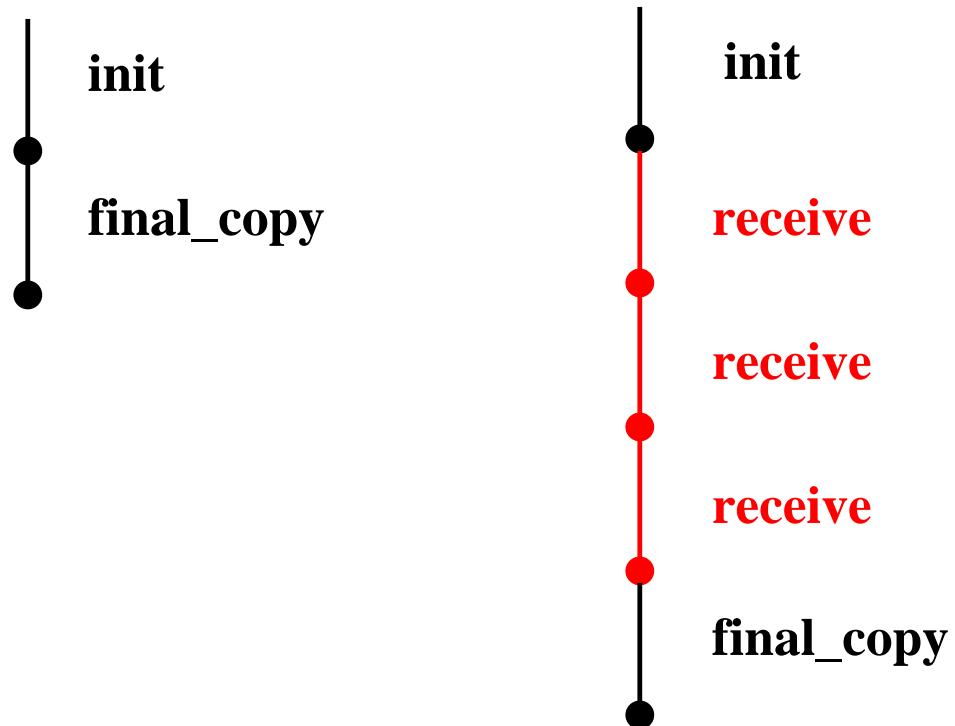 init
final_copy
init
receive
receive
receive
final_copy